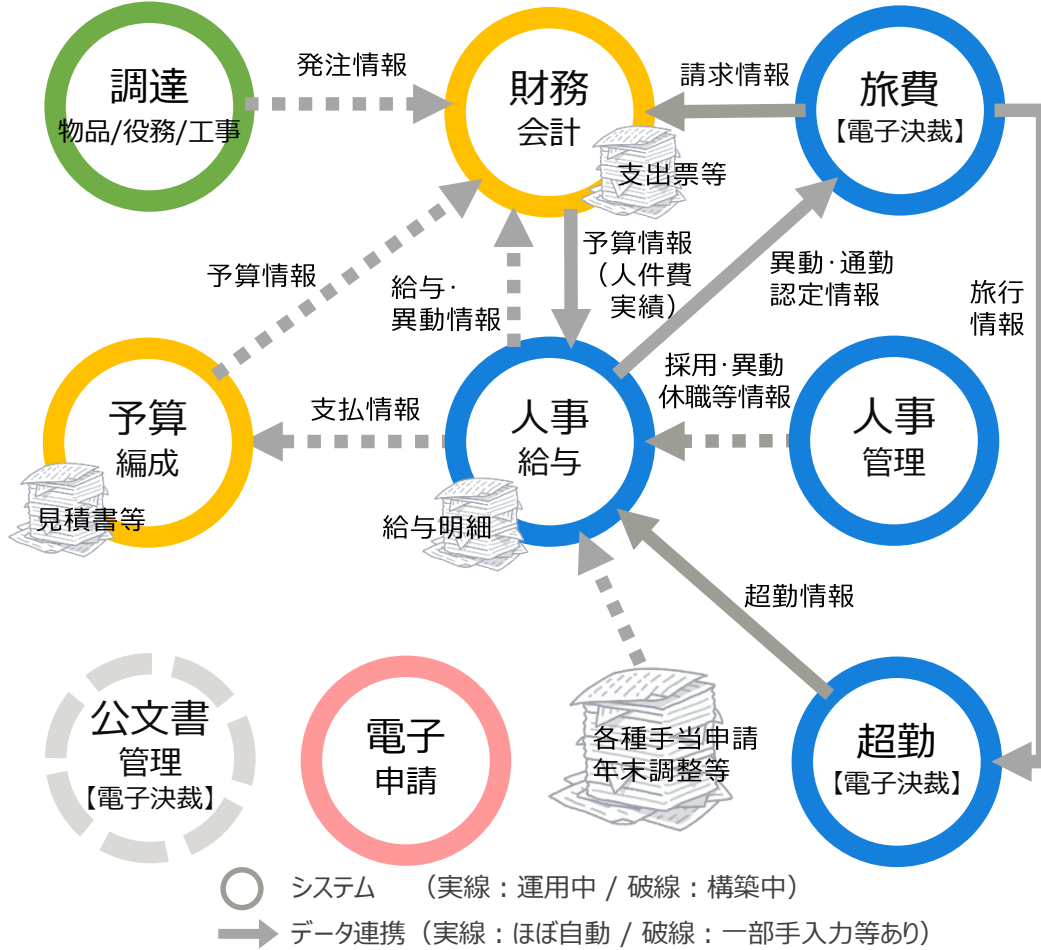 調達
物品/役務/工事
発注情報
財務
会計
支出票等
請求情報
旅費
【電子決裁】
予算情報
給与・
異動情報
予算情報
（人件費
実績）
異動・通勤
認定情報
旅行
情報
予算
編成
見積書等
支払情報
人事
給与
給与明細
採用・異動
休職等情報
人事
管理
超勤情報
公文書
管理
【電子決裁】
電子
申請
各種手当申請
年末調整等
超勤
【電子決裁】
システム （実線：運用中 / 破線：構築中）
データ連携（実線：ほぼ自動 / 破線：一部手入力等あり）